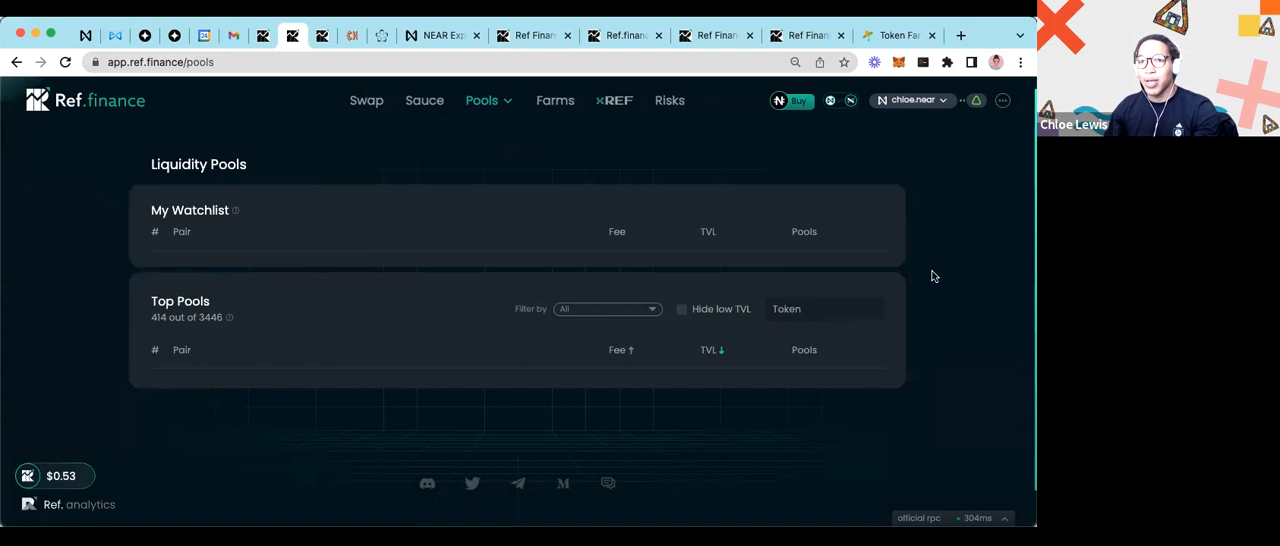 NEAR Exp
Ref Finan
Ref.financ
Ref Finan
Ref Finan
Token Far
app.ref.finance/pools
Ref.finance
Swap
Sauce
Pools
Farms
xREF
Risks
Buy
chloe.near
Chloe Lewis
Liquidity Pools
My Watchlist
# Pair Fee TVL Pools
Top Pools
414 out of 3446
Filter by All Hide low TVL Token
# Pair Fee ↑ TVL ↓ Pools
$0.53
Ref. analytics
official rpc • 304ms